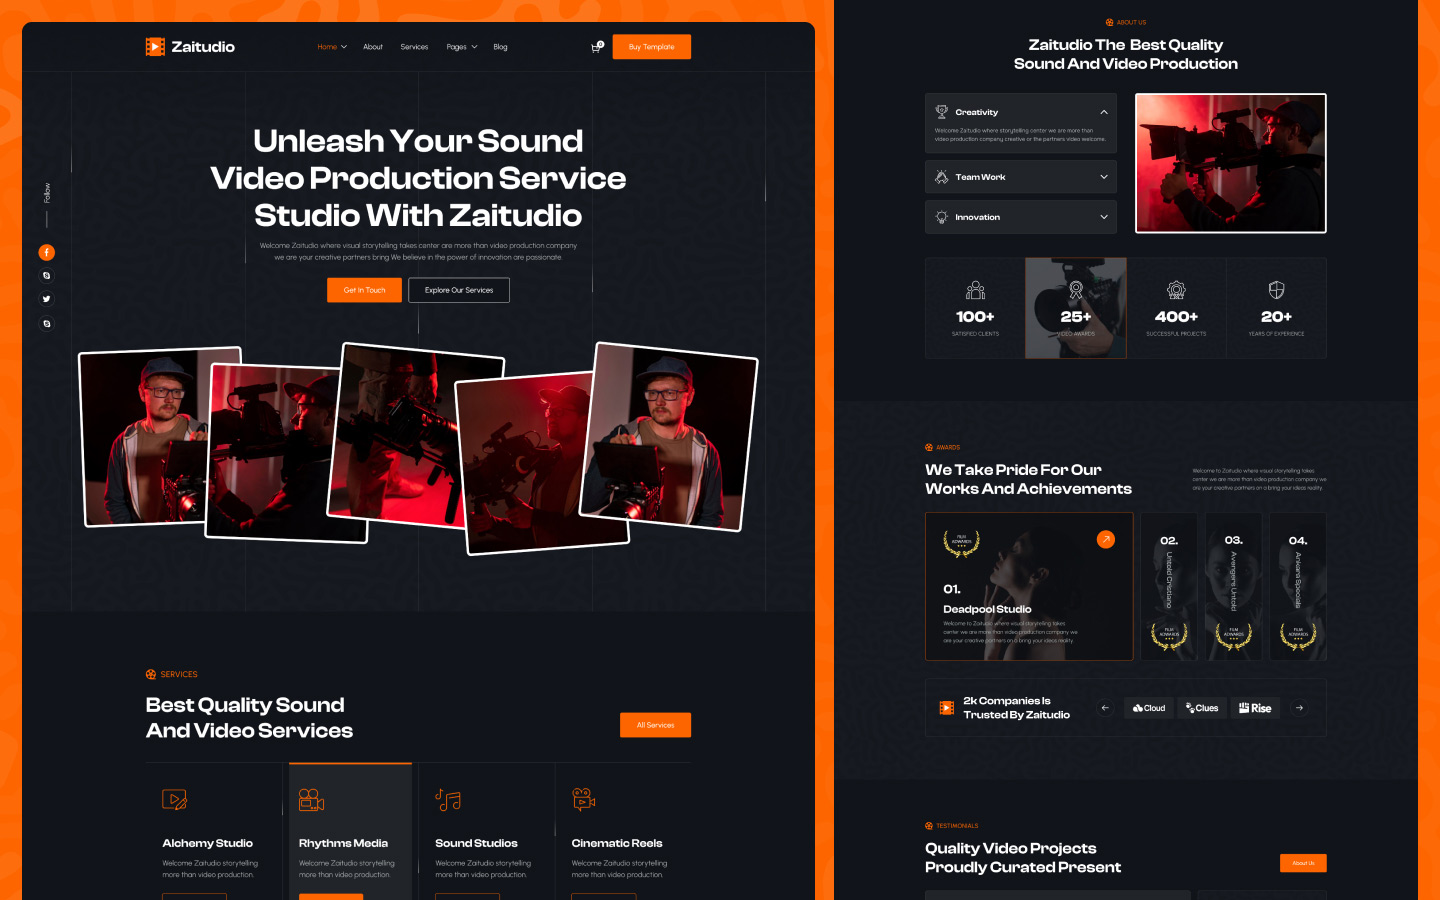 Zaitudio
Home
About
Services
Pages
Blog
0
Buy Template
Unleash Your Sound
Video Production Service
Studio With Zaitudio
Welcome Zaitudio where visual storytelling takes center are more than video production company
we are your creative partners bring We believe in the power of innovation are passionate.
Get In Touch
Explore Our Services
Follow
SERVICES
Best Quality Sound
And Video Services
All Services
Alchemy Studio
Welcome Zaitudio storytelling
more than video production.
Rhythms Media
Welcome Zaitudio storytelling
more than video production.
Sound Studios
Welcome Zaitudio storytelling
more than video production.
Cinematic Reels
Welcome Zaitudio storytelling
more than video production.
ABOUT US
Zaitudio The Best Quality
Sound And Video Production
Creativity
Welcome Zaitudio where storytelling center we are more than
video production company creative or the partners video welcome.
Team Work
Innovation
100+
SATISFIED CLIENTS
25+
VIDEO AWARDS
400+
SUCCESSFUL PROJECTS
20+
YEARS OF EXPERIENCE
AWARDS
We Take Pride For Our
Works And Achievements
Welcome to Zaitudio where visual storytelling takes
center we are more than video production company we
are your creative partners on a bring your ideas reality.
FILM
ADWARDS
01.
Deadpool Studio
Welcome to Zaitudio where visual storytelling takes
center we are more than video production company we
are your creative partners on a bring your ideas reality.
02.
Untold Cristiano
FILM
ADWARDS
03.
Avengers Untold
FILM
ADWARDS
04.
Ankara Specials
FILM
ADWARDS
2k Companies Is
Trusted By Zaitudio
Cloud
Clues
Rise
TESTIMONIALS
Quality Video Projects
Proudly Curated Present
About Us